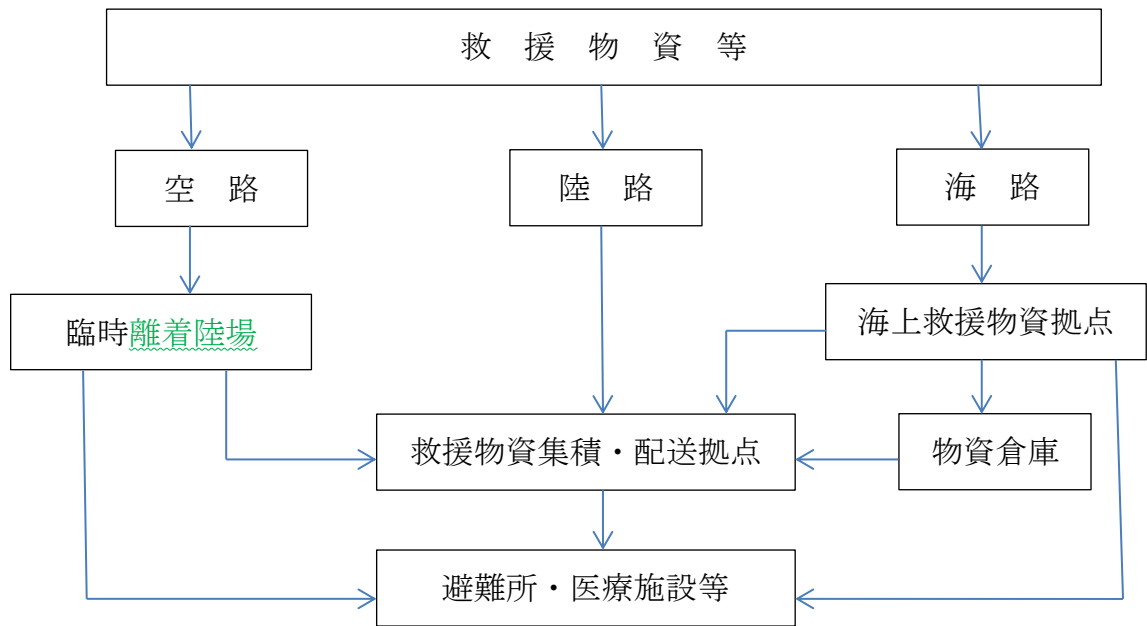 救　援　物　資　等
空　路
陸　路
海　路
臨時離着陸場
海上救援物資拠点
救援物資集積・配送拠点
物資倉庫
避難所・医療施設等